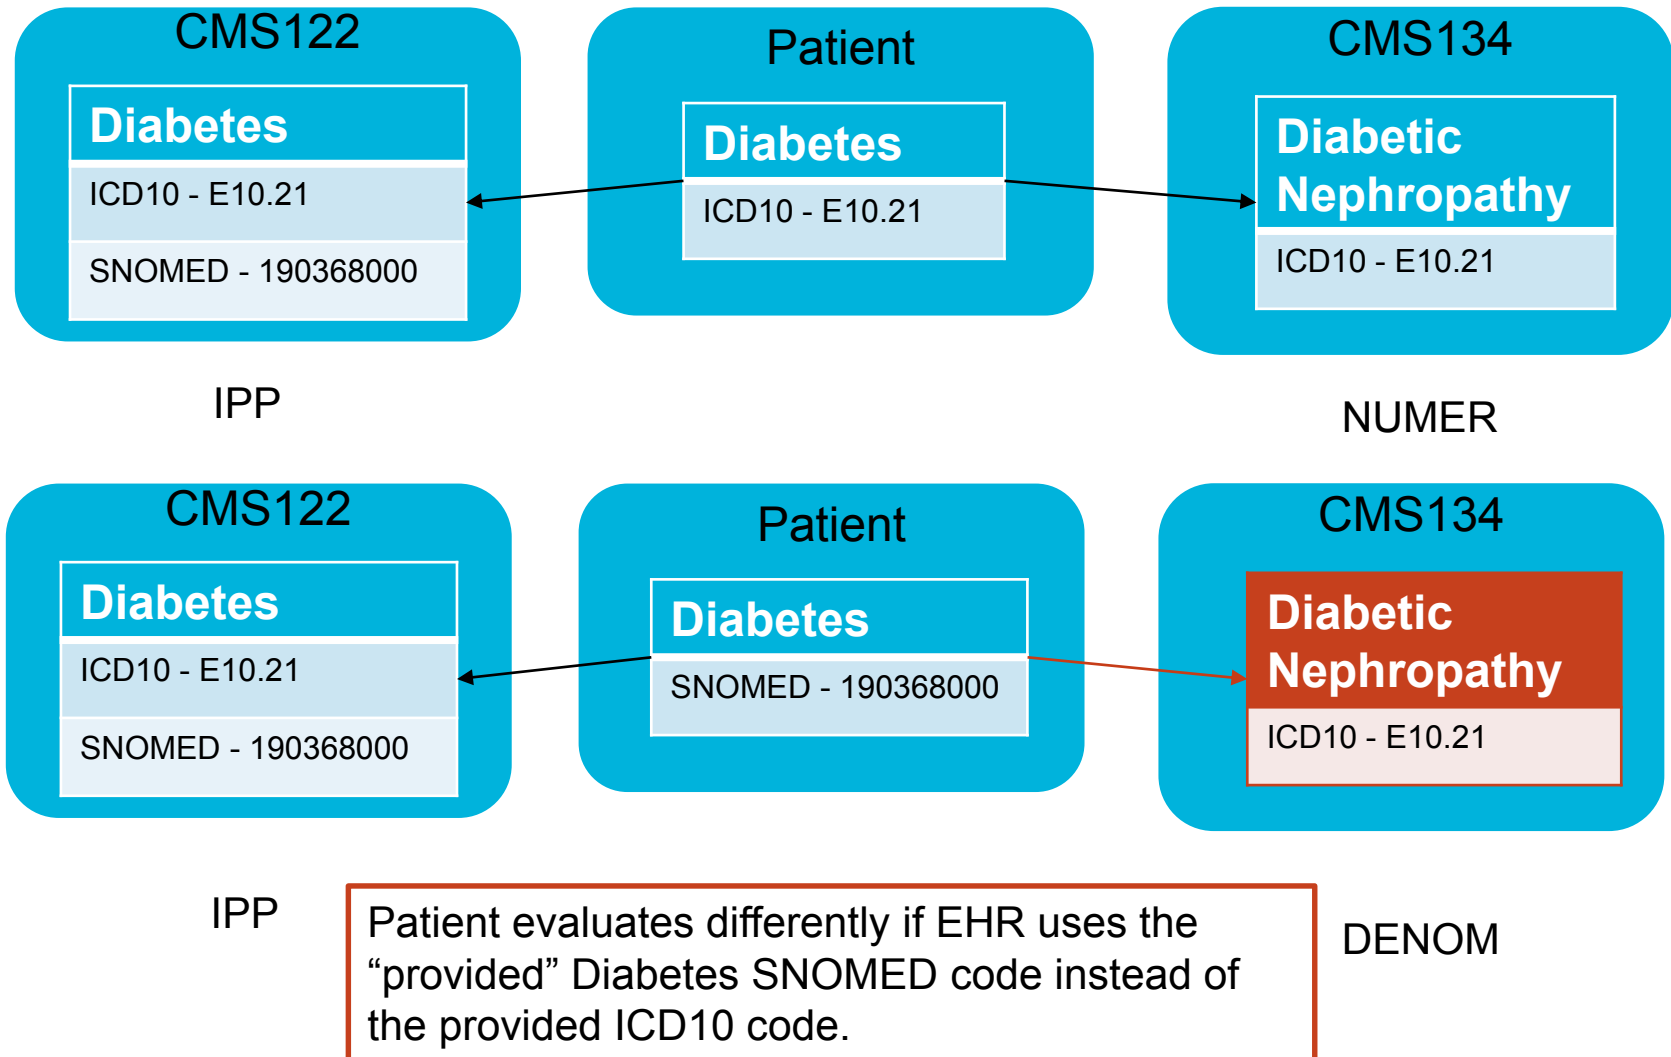 CMS122
Patient
CMS134
Diabetes
ICD10 - E10.21
SNOMED - 190368000
Diabetes
ICD10 - E10.21
Diabetic
Nephropathy
ICD10 - E10.21
IPP
NUMER
CMS122
Patient
CMS134
Diabetes
ICD10 - E10.21
SNOMED - 190368000
Diabetes
SNOMED - 190368000
Diabetic
Nephropathy
ICD10 - E10.21
IPP
Patient evaluates differently if EHR uses the
“provided” Diabetes SNOMED code instead of
the provided ICD10 code.
DENOM